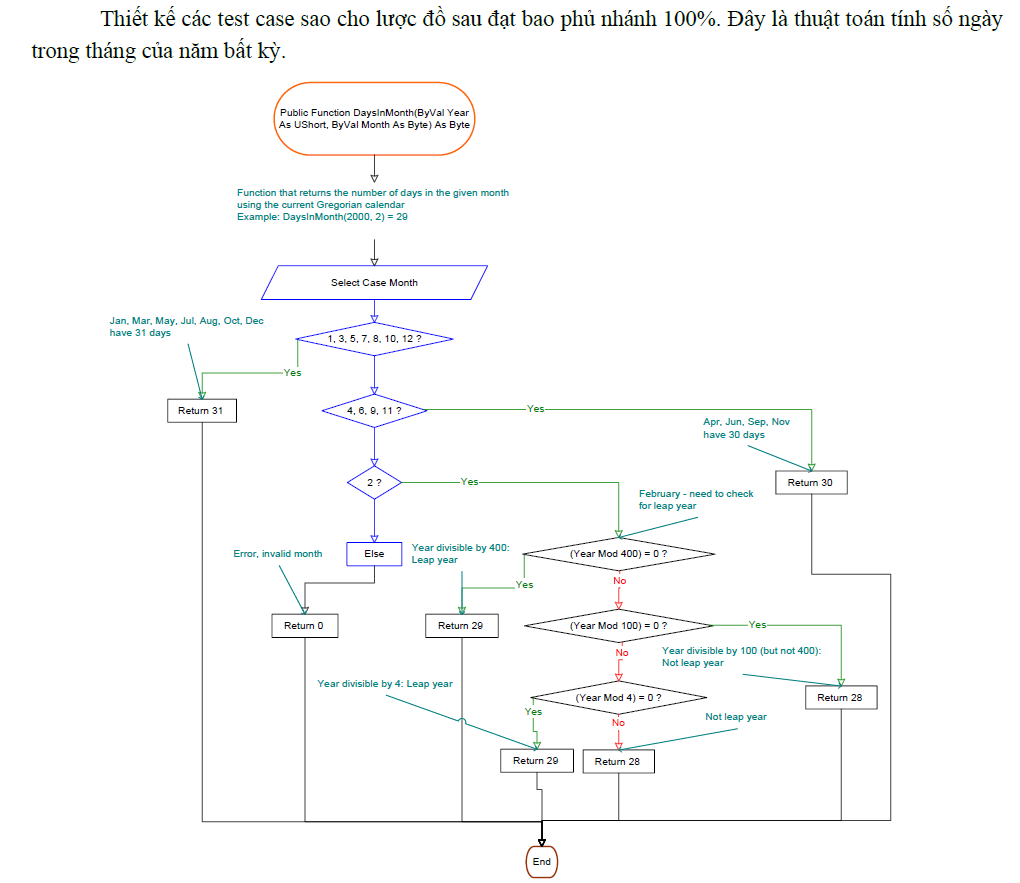 Thiết kế các test case sao cho lược đồ sau đạt bao phủ nhánh 100%. Đây là thuật toán tính số ngày
trong tháng của năm bất kỳ.
Public Function DaysInMonth(ByVal Year
As UShort, ByVal Month As Byte) As Byte
Function that returns the number of days in the given month
using the current Gregorian calendar
Example: DaysInMonth(2000, 2) = 29
Select Case Month
Jan, Mar, May, Jul, Aug, Oct, Dec
have 31 days
1, 3, 5, 7, 8, 10, 12 ?
Yes
Return 31
4, 6, 9, 11 ?
Yes
Apr, Jun, Sep, Nov
have 30 days
2 ?
Yes
Return 30
February - need to check
for leap year
Error, invalid month
Else
Year divisible by 400:
Leap year
(Year Mod 400) = 0 ?
Yes
No
Return 0
Return 29
(Year Mod 100) = 0 ?
Yes
No
Year divisible by 100 (but not 400):
Not leap year
Year divisible by 4: Leap year
(Year Mod 4) = 0 ?
Return 28
Yes
No
Not leap year
Return 29
Return 28
End